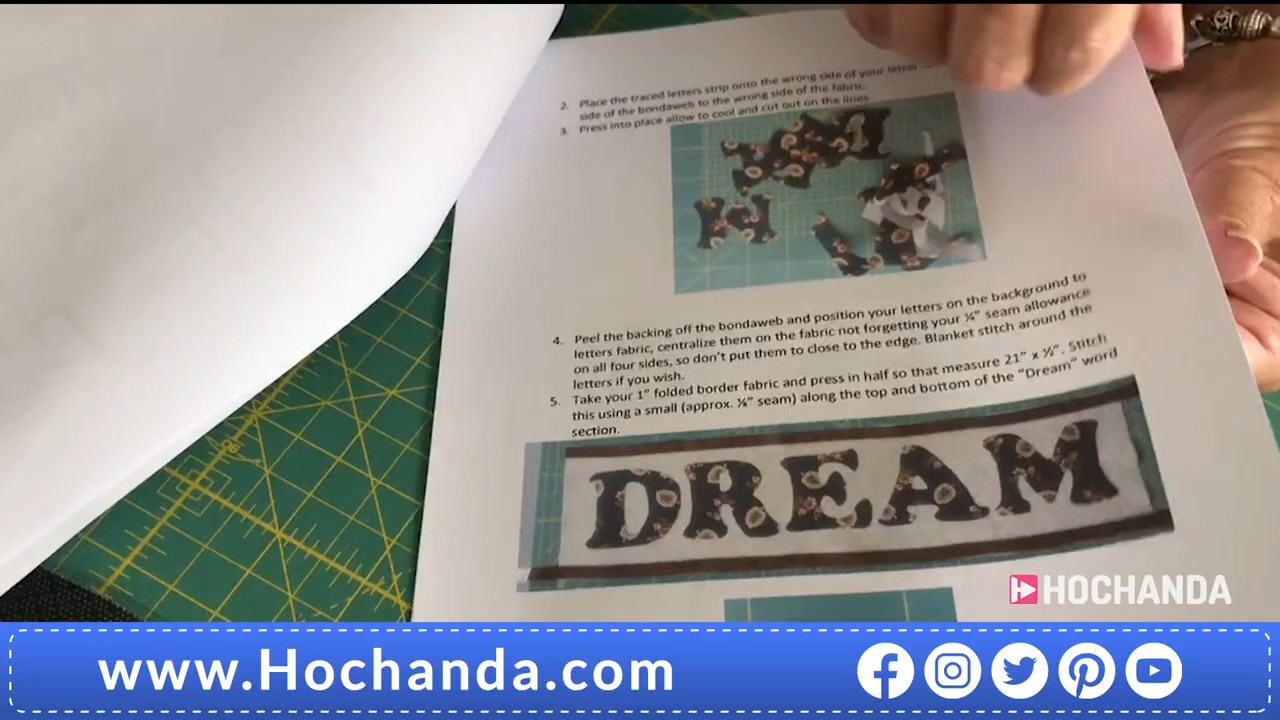 2. Place the traced letters strip onto the wrong side of your letter
side of the bondaweb to the wrong side of the fabric.
3. Press into place allow to cool and cut out on the lines
4. Peel the backing off the bondaweb and position your letters on the background to
letters fabric, centralize them on the fabric not forgetting your ¼” seam allowance
on all four sides, so don’t put them to close to the edge. Blanket stitch around the
letters if you wish.
5. Take your 1” folded border fabric and press in half so that measure 21” x ½”. Stitch
this using a small (approx. ⅛” seam) along the top and bottom of the “Dream” word
section.
DREAM
HOCHANDA
www.Hochanda.com